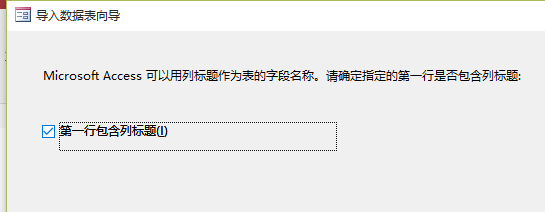 导入数据表向导
Microsoft Access 可以用列标题作为表的字段名称。请确定指定的第一行是否包含列标题:
第一行包含列标题(I)